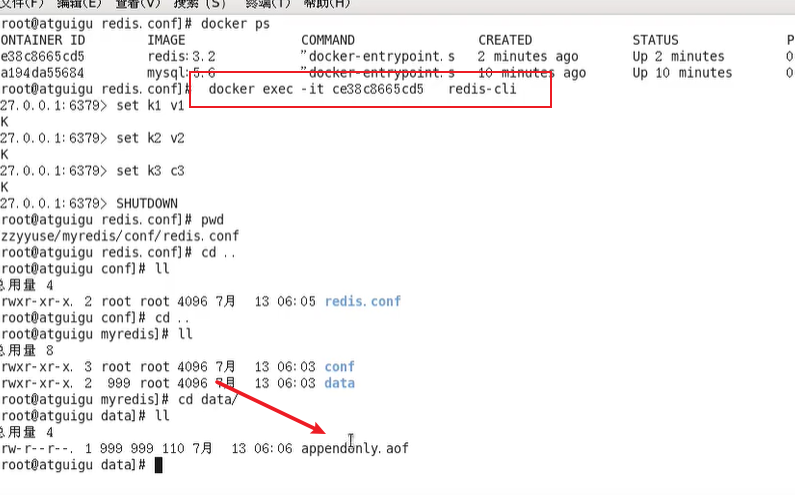 文件(F) 编辑(E) 查看(V) 搜索 (S) 终端(T) 帮助(H)
root@atguigu redis.conf]# docker ps
ONTAINER ID IMAGE COMMAND CREATED STATUS P
e38c8665cd5 redis:3.2 "docker-entrypoint.s 2 minutes ago Up 2 minutes 0
a194da55684 mysql:5.6 "docker-entrypoint.s 10 minutes ago Up 10 minutes 0
root@atguigu redis.conf]# docker exec -it ce38c8665cd5 redis-cli
27.0.0.1:6379> set k1 v1
K
27.0.0.1:6379> set k2 v2
K
27.0.0.1:6379> set k3 c3
K
27.0.0.1:6379> SHUTDOWN
root@atguigu redis.conf]# pwd
zzyyuse/myredis/conf/redis.conf
root@atguigu redis.conf]# cd ..
root@atguigu conf]# ll
总用量 4
rwxr-xr-x. 2 root root 4096 7月 13 06:05 redis.conf
root@atguigu conf]# cd ..
root@atguigu myredis]# ll
总用量 8
rwxr-xr-x. 3 root root 4096 7月 13 06:03 conf
rwxr-xr-x. 2 999 root 4096 7月 13 06:03 data
root@atguigu myredis]# cd data/
root@atguigu data]# ll
总用量 4
rw-r--r--. 1 999 999 110 7月 13 06:06 appendonly.aof
root@atguigu data]#